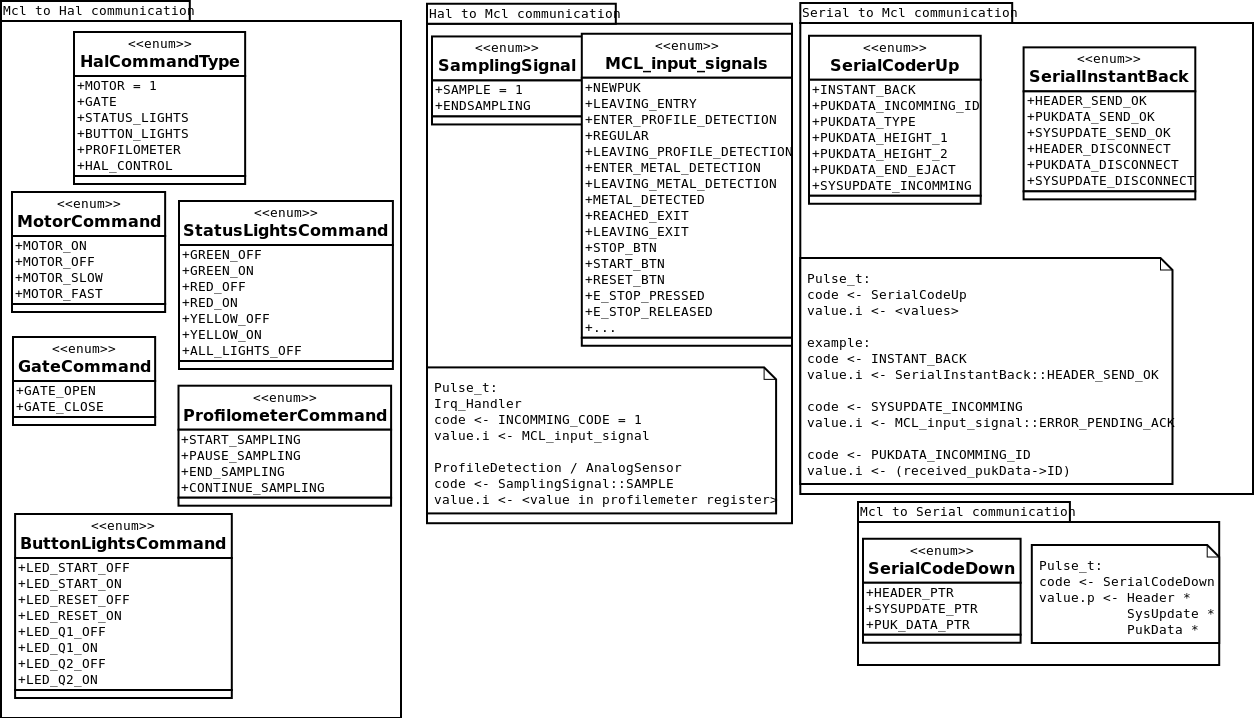 Mcl to Hal communication
<<enum>>
HalCommandType
+MOTOR = 1
+GATE
+STATUS_LIGHTS
+BUTTON_LIGHTS
+PROFILOMETER
+HAL_CONTROL
<<enum>>
MotorCommand
+MOTOR_ON
+MOTOR_OFF
+MOTOR_SLOW
+MOTOR_FAST
<<enum>>
StatusLightsCommand
+GREEN_OFF
+GREEN_ON
+RED_OFF
+RED_ON
+YELLOW_OFF
+YELLOW_ON
+ALL_LIGHTS_OFF
<<enum>>
GateCommand
+GATE_OPEN
+GATE_CLOSE
<<enum>>
ProfilometerCommand
+START_SAMPLING
+PAUSE_SAMPLING
+END_SAMPLING
+CONTINUE_SAMPLING
<<enum>>
ButtonLightsCommand
+LED_START_OFF
+LED_START_ON
+LED_RESET_OFF
+LED_RESET_ON
+LED_Q1_OFF
+LED_Q1_ON
+LED_Q2_OFF
+LED_Q2_ON
Hal to Mcl communication
<<enum>>
SamplingSignal
+SAMPLE = 1
+ENDSAMPLING
<<enum>>
MCL_input_signals
+NEWPUK
+LEAVING_ENTRY
+ENTER_PROFILE_DETECTION
+REGULAR
+LEAVING_PROFILE_DETECTION
+ENTER_METAL_DETECTION
+LEAVING_METAL_DETECTION
+METAL_DETECTED
+REACHED_EXIT
+LEAVING_EXIT
+STOP_BTN
+START_BTN
+RESET_BTN
+E_STOP_PRESSED
+E_STOP_RELEASED
+...
Pulse_t:
Irq_Handler
code <- INCOMMING_CODE = 1
value.i <- MCL_input_signal
ProfileDetection / AnalogSensor
code <- SamplingSignal::SAMPLE
value.i <- <value in profilemeter register>
Serial to Mcl communication
<<enum>>
SerialCoderUp
+INSTANT_BACK
+PUKDATA_INCOMMING_ID
+PUKDATA_TYPE
+PUKDATA_HEIGHT_1
+PUKDATA_HEIGHT_2
+PUKDATA_END_EJACT
+SYSUPDATE_INCOMMING
<<enum>>
SerialInstantBack
+HEADER_SEND_OK
+PUKDATA_SEND_OK
+SYSUPDATE_SEND_OK
+HEADER_DISCONNECT
+PUKDATA_DISCONNECT
+SYSUPDATE_DISCONNECT
Pulse_t:
code <- SerialCodeUp
value.i <- <values>
example:
code <- INSTANT_BACK
value.i <- SerialInstantBack::HEADER_SEND_OK
code <- SYSUPDATE_INCOMMING
value.i <- MCL_input_signal::ERROR_PENDING_ACK
code <- PUKDATA_INCOMMING_ID
value.i <- (received_pukData->ID)
Mcl to Serial communication
<<enum>>
SerialCodeDown
+HEADER_PTR
+SYSUPDATE_PTR
+PUK_DATA_PTR
Pulse_t:
code <- SerialCodeDown
value.p <- Header *
SysUpdate *
PukData *